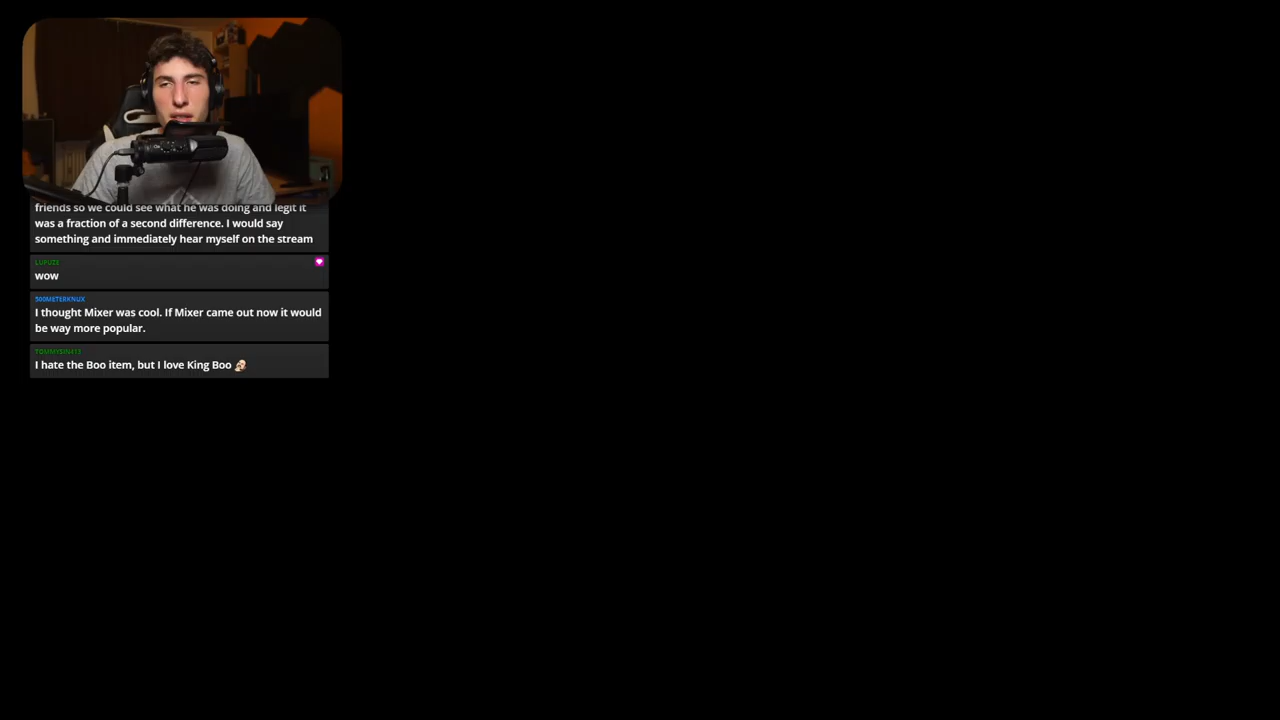 friends so we could see what he was doing and legit it
was a fraction of a second difference. I would say
something and immediately hear myself on the stream
LUPUZE
wow
500METERKNUX
I thought Mixer was cool. If Mixer came out now it would
be way more popular.
I hate the Boo item, but I love King Boo